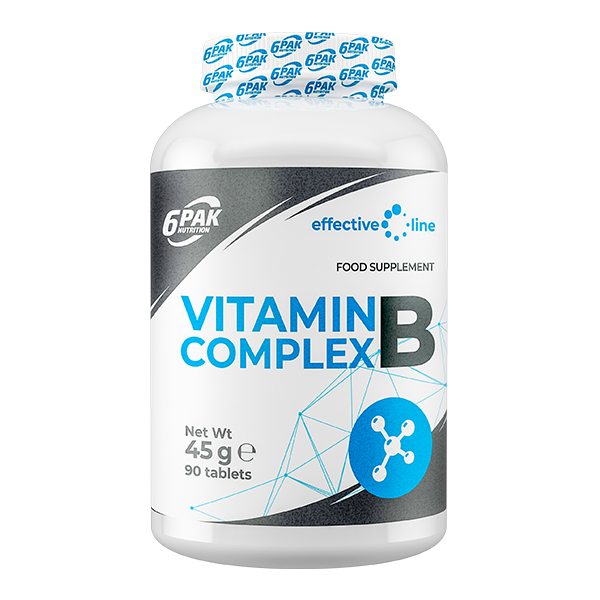 6PAK
NUTRITION
effective line
FOOD SUPPLEMENT
VITAMIN B
COMPLEX
Net Wt
45 g ℮
90 tablets